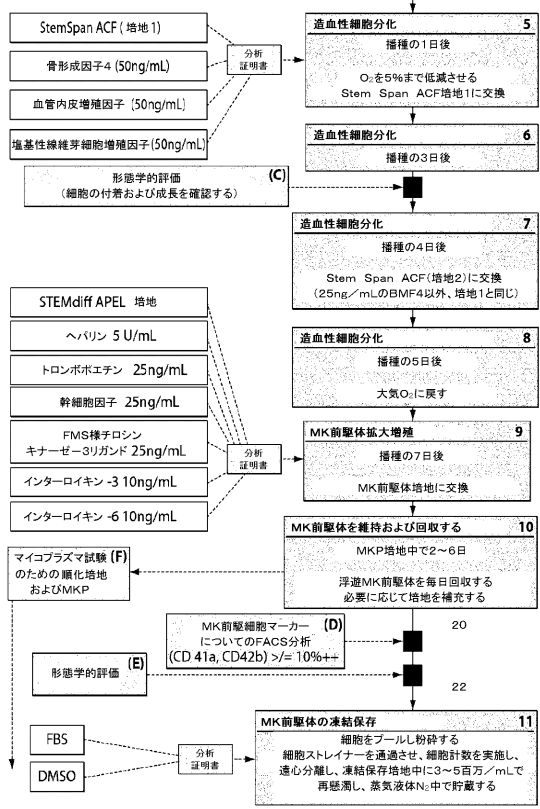 StemSpan ACF ( 培地1)
骨形成因子4 (50ng/mL)
血管内皮増殖因子 (50ng/mL)
塩基性線維芽細胞増殖因子(50ng/mL)
分析
証明書
造血性細胞分化 5
播種の1日後
O2を5%まで低減させる
Stem Span ACF培地1に交換
造血性細胞分化 6
播種の3日後
(C)
形態学的評価
(細胞の付着および成長を確認する)
造血性細胞分化 7
播種の4日後
Stem Span ACF(培地2)に交換
(25ng/mLのBMF4以外、培地1と同じ)
造血性細胞分化 8
播種の5日後
大気O2に戻す
STEMdiff APEL 培地
ヘパリン 5 U/mL
トロンボポエチン 25ng/mL
幹細胞因子 25ng/mL
FMS様チロシン
キナーゼ-3リガンド 25ng/mL
インターロイキン -3 10ng/mL
インターロイキン -6 10ng/mL
分析
証明書
MK前駆体拡大増殖 9
播種の7日後
MK前駆体培地に交換
10
MK前駆体を維持および回収する
MKP培地中で2~6日
浮遊MK前駆体を毎日回収する
必要に応じて培地を補充する
マイコプラズマ試験 (F)
のための順化培地
およびMKP
20
(D)
MK前駆細胞マーカー
についてのFACS分析
(CD 41a, CD42b) >/= 10%++
(E)
形態学的評価
22
MK前駆体の凍結保存 11
細胞をプールし粉砕する
細胞ストレイナーを通過させ、細胞計数を実施し、
遠心分離し、凍結保存培地中に3~5百万/mLで
再懸濁し、蒸気液体N2中で貯蔵する
FBS
DMSO
分析
証明書